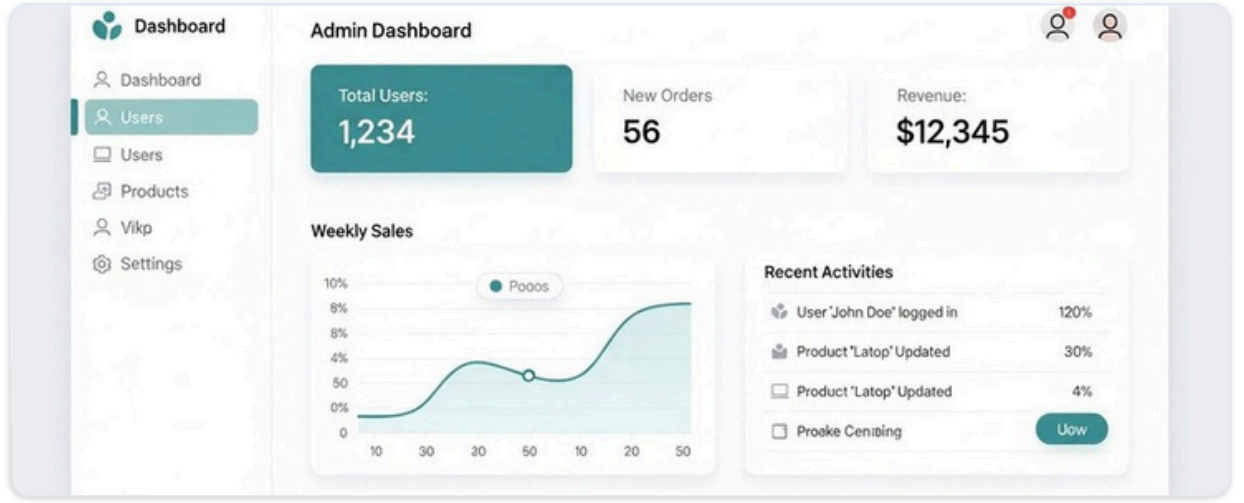 Dashboard
Dashboard
Users
Users
Products
Vikp
Settings
Admin Dashboard
Total Users:
1,234
New Orders
56
Revenue:
$12,345
Weekly Sales
Pooos
10%
8%
8%
4%
50
0%
0
10 30 30 50 10 20 50
Recent Activities
User "John Doe" logged in 120%
Product "Latop" Updated 30%
Product "Latop" Updated 4%
Proake
Uow